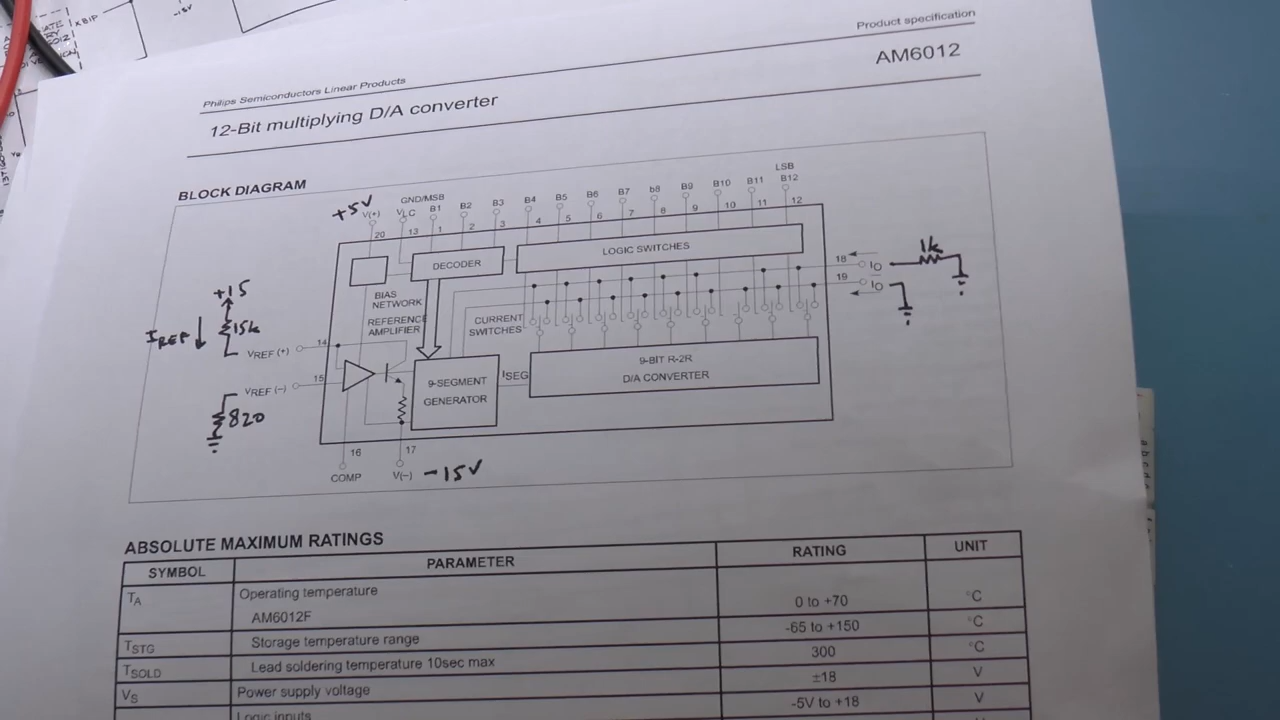 XBIP
-15V
Product specification
Philips Semiconductors Linear Products
AM6012
12-Bit multiplying D/A converter
BLOCK DIAGRAM
+5V
V(+)
VLC
GND/MSB
B1
B2
B3
B4
B5
B6
B7
b8
B9
B10
B11
LSB
B12
20
13
1
2
3
4
5
6
7
8
9
10
11
12
DECODER
LOGIC SWITCHES
18
IO
1k
19
IO
BIAS
NETWORK
REFERENCE
AMPLIFIER
CURRENT
SWITCHES
+15
15k
IREF
VREF (+)
14
VREF (–)
15
820
9-SEGMENT
GENERATOR
ISEG
9-BIT R-2R
D/A CONVERTER
16
17
COMP
V(–)
-15V
ABSOLUTE MAXIMUM RATINGS
SYMBOL PARAMETER RATING UNIT
TA Operating temperature
AM6012F 0 to +70 °C
TSTG Storage temperature range -65 to +150 °C
TSOLD Lead soldering temperature 10sec max 300 °C
VS Power supply voltage ±18 V
Logic inputs -5V to +18 V